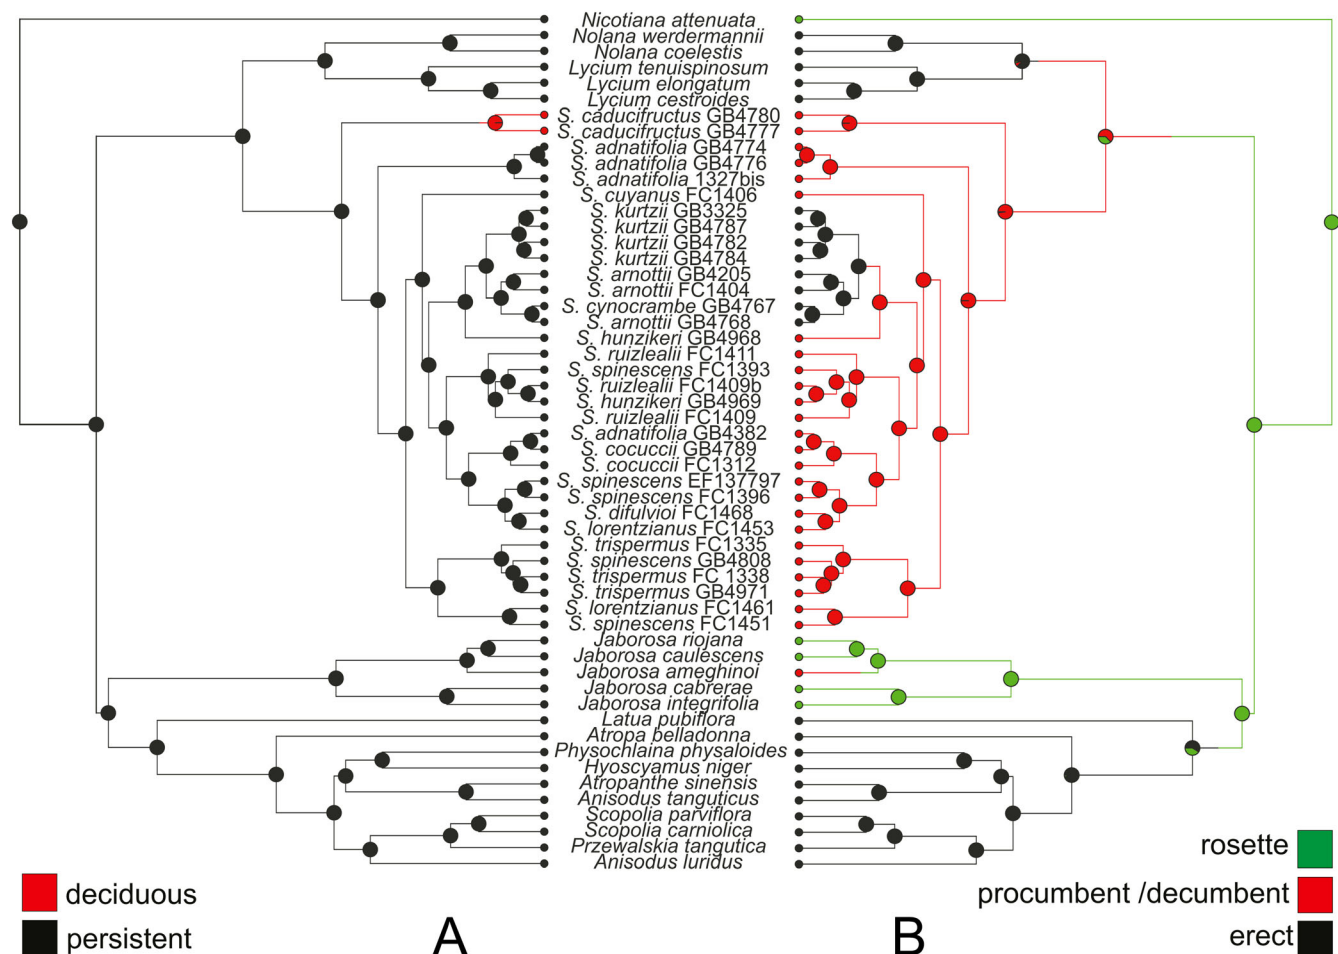 Nicotiana attenuata
Nolana werdermannii
Nolana coelestis
Lycium tenuispinosum
Lycium elongatum
Lycium cestroides
S. caducifructus GB4780
S. caducifructus GB4777
S. adnatifolia GB4774
S. adnatifolia GB4776
S. adnatifolia 1327bis
S. cuyanus FC1406
S. kurtzii GB3325
S. kurtzii GB4787
S. kurtzii GB4782
S. kurtzii GB4784
S. arnottii GB4205
S. arnottii FC1404
S. cynocrambe GB4767
S. arnottii GB4768
S. hunzikeri GB4968
S. ruizlealii FC1411
S. spinescens FC1393
S. ruizlealii FC1409b
S. hunzikeri GB4969
S. ruizlealii FC1409
S. adnatifolia GB4382
S. cocuccii GB4789
S. cocuccii FC1312
S. spinescens EF137797
S. spinescens FC1396
S. difulvioi FC1468
S. lorentzianus FC1453
S. trispermus FC1335
S. spinescens GB4808
S. trispermus FC 1338
S. trispermus GB4971
S. lorentzianus FC1461
S. spinescens FC1451
Jaborosa riojana
Jaborosa caulescens
Jaborosa ameghinoi
Jaborosa cabrerae
Jaborosa integrifolia
Latua pubiflora
Atropa belladonna
Physochlaina physaloides
Hyoscyamus niger
Atropanthe sinensis
Anisodus tanguticus
Scopolia parviflora
Scopolia carniolica
Przewalskia tangutica
Anisodus luridus
deciduous
persistent
A
B
rosette
procumbent /decumbent
erect